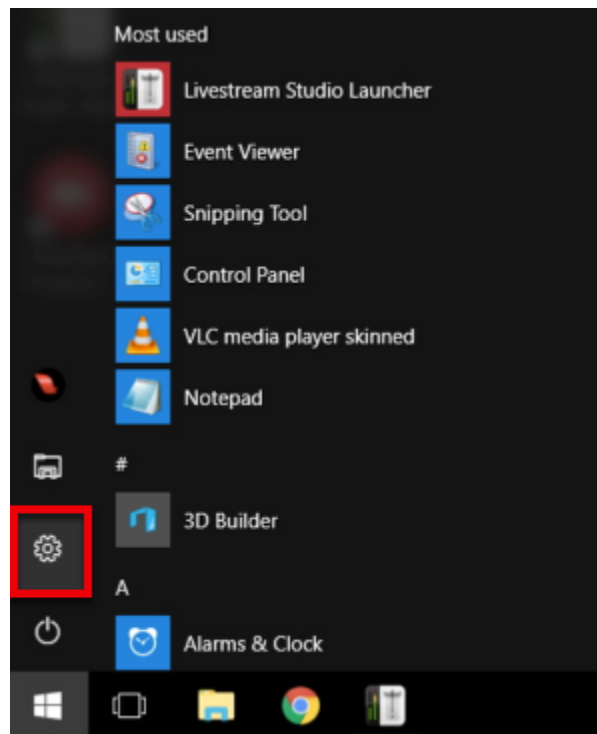 Most used
Livestream Studio Launcher
Event Viewer
Snipping Tool
Control Panel
VLC media player skinned
Notepad
#
3D Builder
A
Alarms & Clock